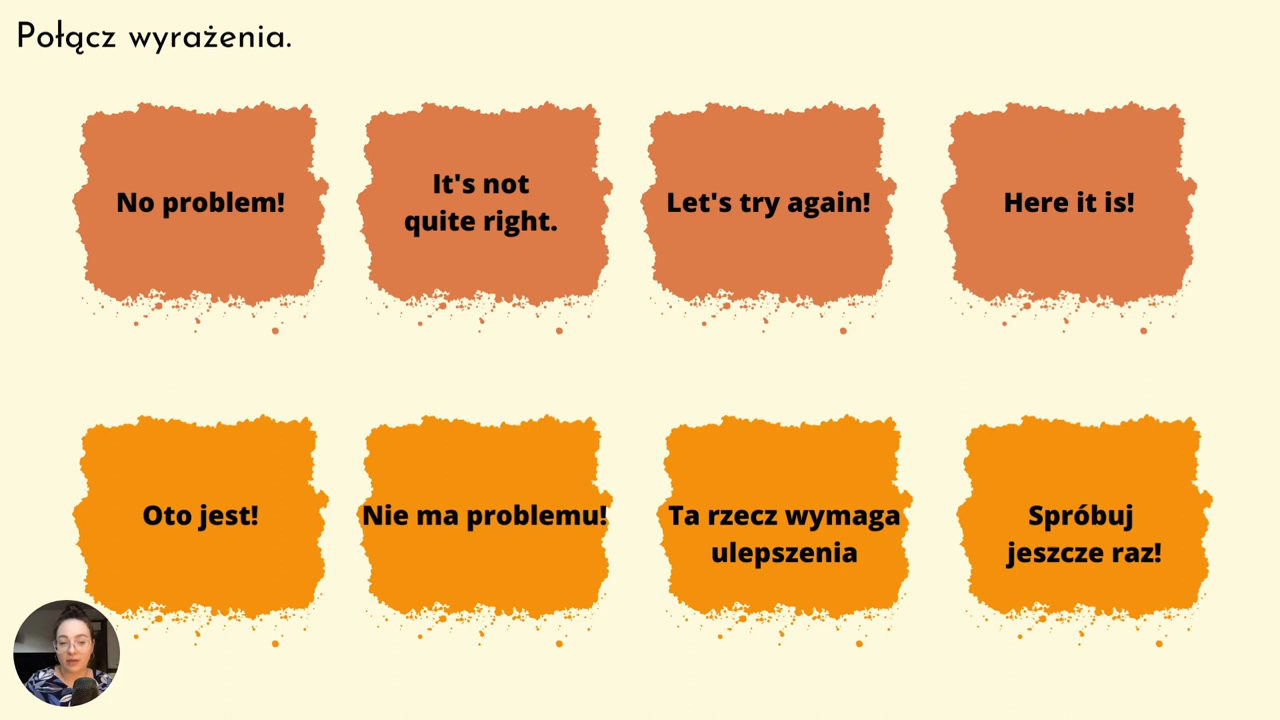 Połącz wyrażenia.
No problem!
It's not
quite right.
Let's try again!
Here it is!
Oto jest!
Nie ma problemu!
Ta rzecz wymaga
ulepszenia
Spróbuj
jeszcze raz!